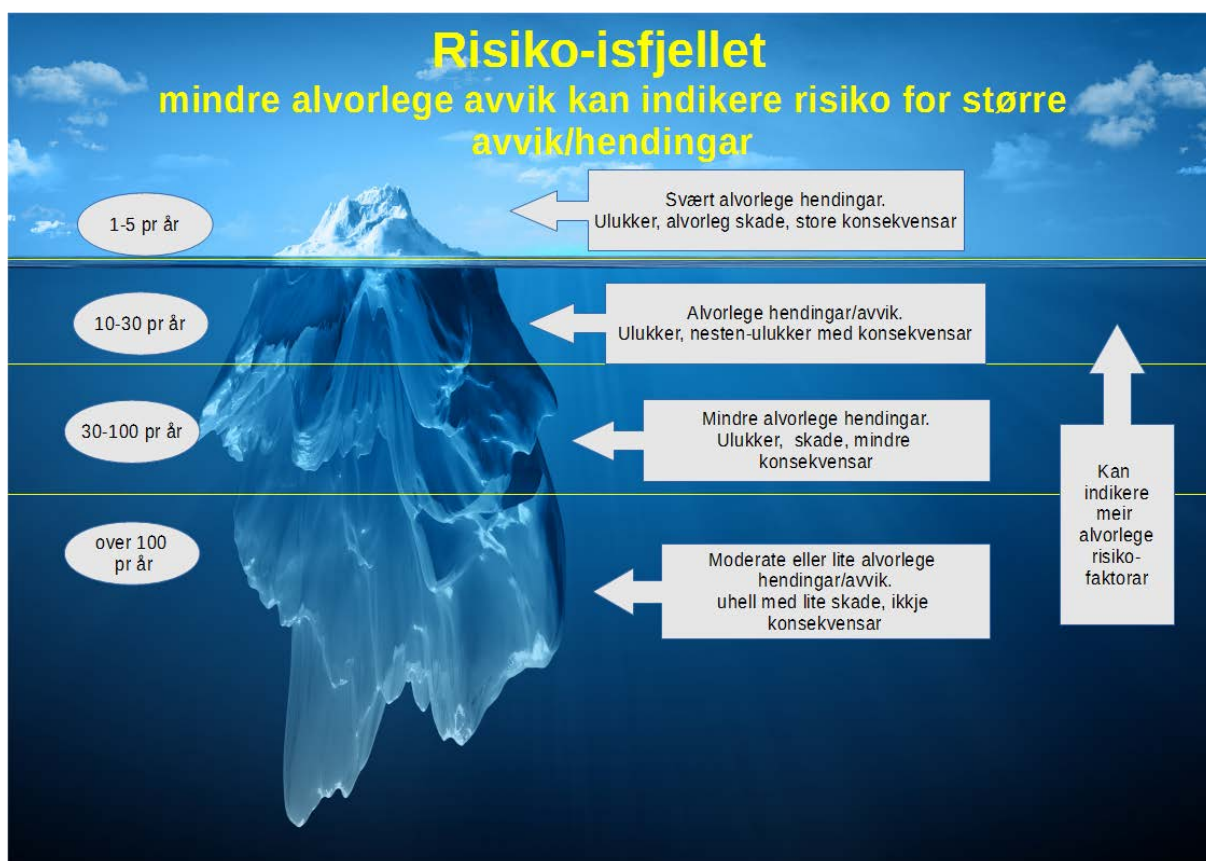 Risiko-isfjellet
mindre alvorlege avvik kan indikere risiko for større
avvik/hendingar
1-5 pr år
Svært alvorlege hendingar.
Ulukker, alvorleg skade, store konsekvensar
10-30 pr år
Alvorlege hendingar/avvik.
Ulukker, nesten-ulukker med konsekvensar
30-100 pr år
Mindre alvorlege hendingar.
Ulukker, skade, mindre
konsekvensar
over 100
pr år
Moderate eller lite alvorlege
hendingar/avvik.
uhell med lite skade, ikkje
konsekvensar
Kan
indikere
meir
alvorlege
risiko-
faktorar